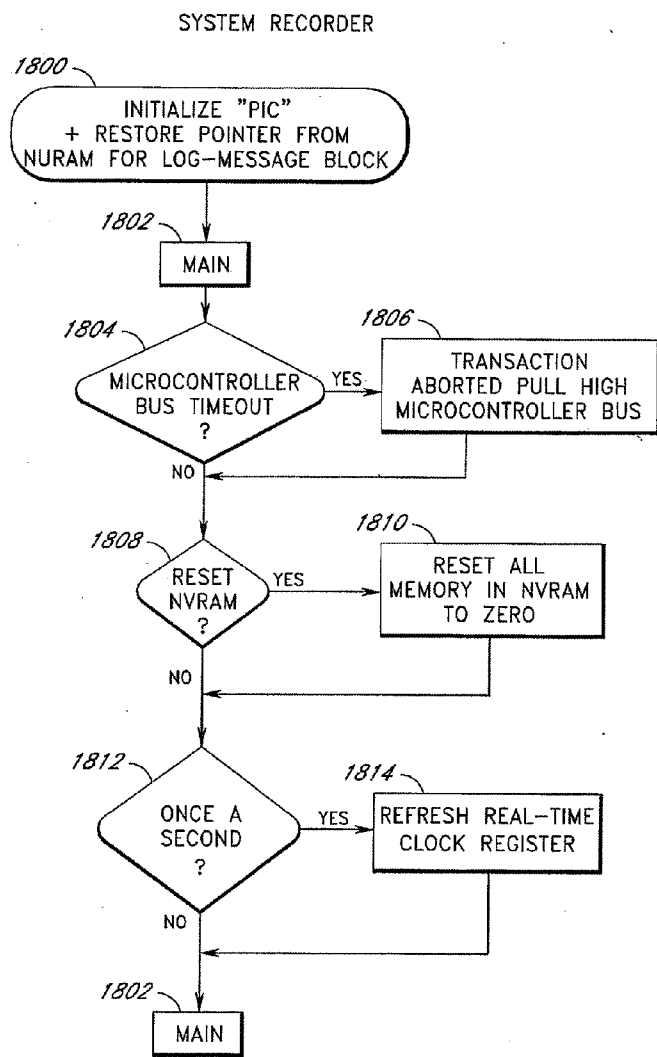 SYSTEM RECORDER
1800
INITIALIZE "PIC"
+ RESTORE POINTER FROM
NURAM FOR LOG-MESSAGE BLOCK
1802
MAIN
1804
MICROCONTROLLER
BUS TIMEOUT
?
YES
1806
TRANSACTION
ABORTED PULL HIGH
MICROCONTROLLER BUS
NO
1808
RESET
NVRAM
?
YES
1810
RESET ALL
MEMORY IN NVRAM
TO ZERO
NO
1812
ONCE A
SECOND
?
YES
1814
REFRESH REAL-TIME
CLOCK REGISTER
NO
1802
MAIN